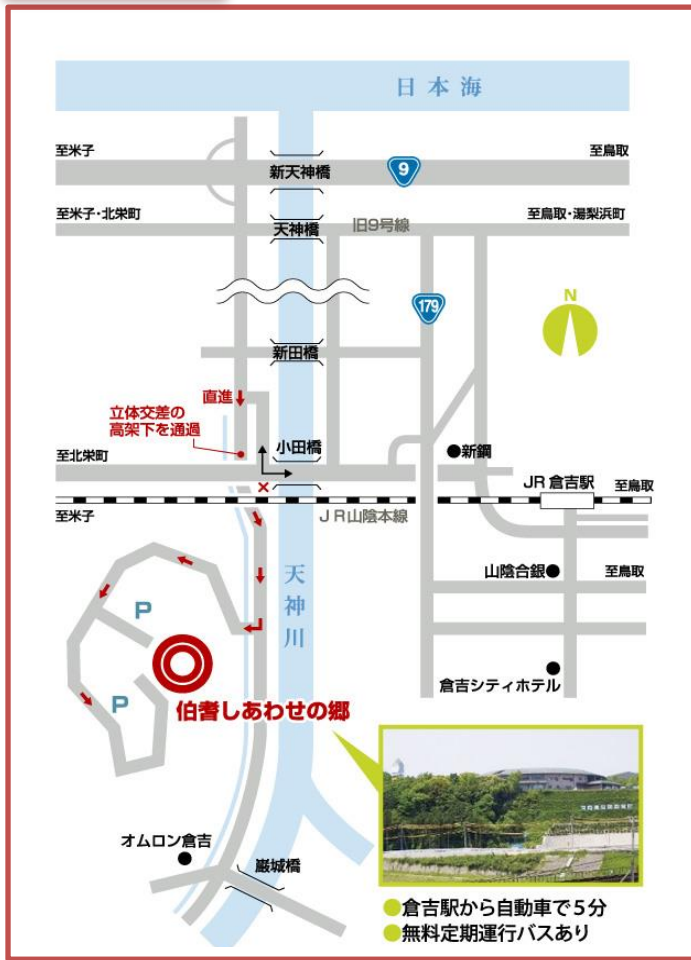 日本海
至米子
至鳥取
新天神橋
9
至米子・北栄町
至鳥取・湯梨浜町
天神橋
旧9号線
179
N
新田橋
直進
立体交差の
高架下を通過
小田橋
至北栄町
新鋼
×
JR倉吉駅
至鳥取
至米子
JR山陰本線
天神川
山陰合銀
至鳥取
P
倉吉シティホテル
P
伯耆しあわせの郷
オムロン倉吉
巌城橋
●倉吉駅から自動車で5分
●無料定期運行バスあり